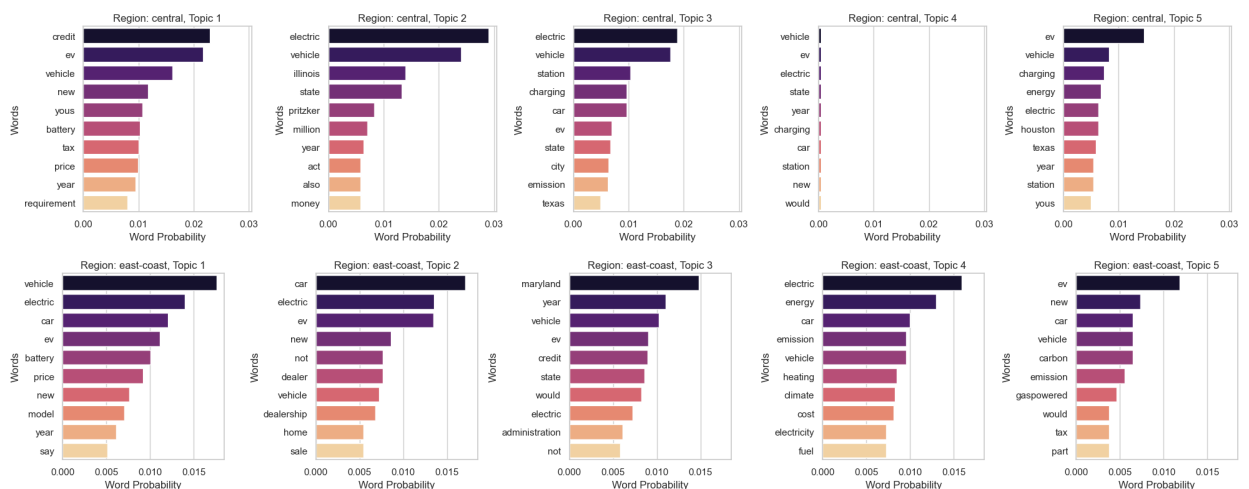 Region: central, Topic 1
Words
credit
ev
vehicle
new
yous
battery
tax
price
year
requirement
0.00 0.01 0.02 0.03
Word Probability
Region: central, Topic 2
Words
electric
vehicle
illinois
state
pritzker
million
year
act
also
money
0.00 0.01 0.02 0.03
Word Probability
Region: central, Topic 3
Words
electric
vehicle
station
charging
car
ev
state
city
emission
texas
0.00 0.01 0.02 0.03
Word Probability
Region: central, Topic 4
Words
vehicle
ev
electric
state
year
charging
car
station
new
would
0.00 0.01 0.02 0.03
Word Probability
Region: central, Topic 5
Words
ev
vehicle
charging
energy
electric
houston
texas
year
station
yous
0.00 0.01 0.02 0.03
Word Probability
Region: east-coast, Topic 1
Words
vehicle
electric
car
ev
battery
price
new
model
year
say
0.000 0.005 0.010 0.015
Word Probability
Region: east-coast, Topic 2
Words
car
electric
ev
new
not
dealer
vehicle
dealership
home
sale
0.000 0.005 0.010 0.015
Word Probability
Region: east-coast, Topic 3
Words
maryland
year
vehicle
ev
credit
state
would
electric
administration
not
0.000 0.005 0.010 0.015
Word Probability
Region: east-coast, Topic 4
Words
electric
energy
car
emission
vehicle
heating
climate
cost
electricity
fuel
0.000 0.005 0.010 0.015
Word Probability
Region: east-coast, Topic 5
Words
ev
new
car
vehicle
carbon
emission
gaspowered
would
tax
part
0.000 0.005 0.010 0.015
Word Probability